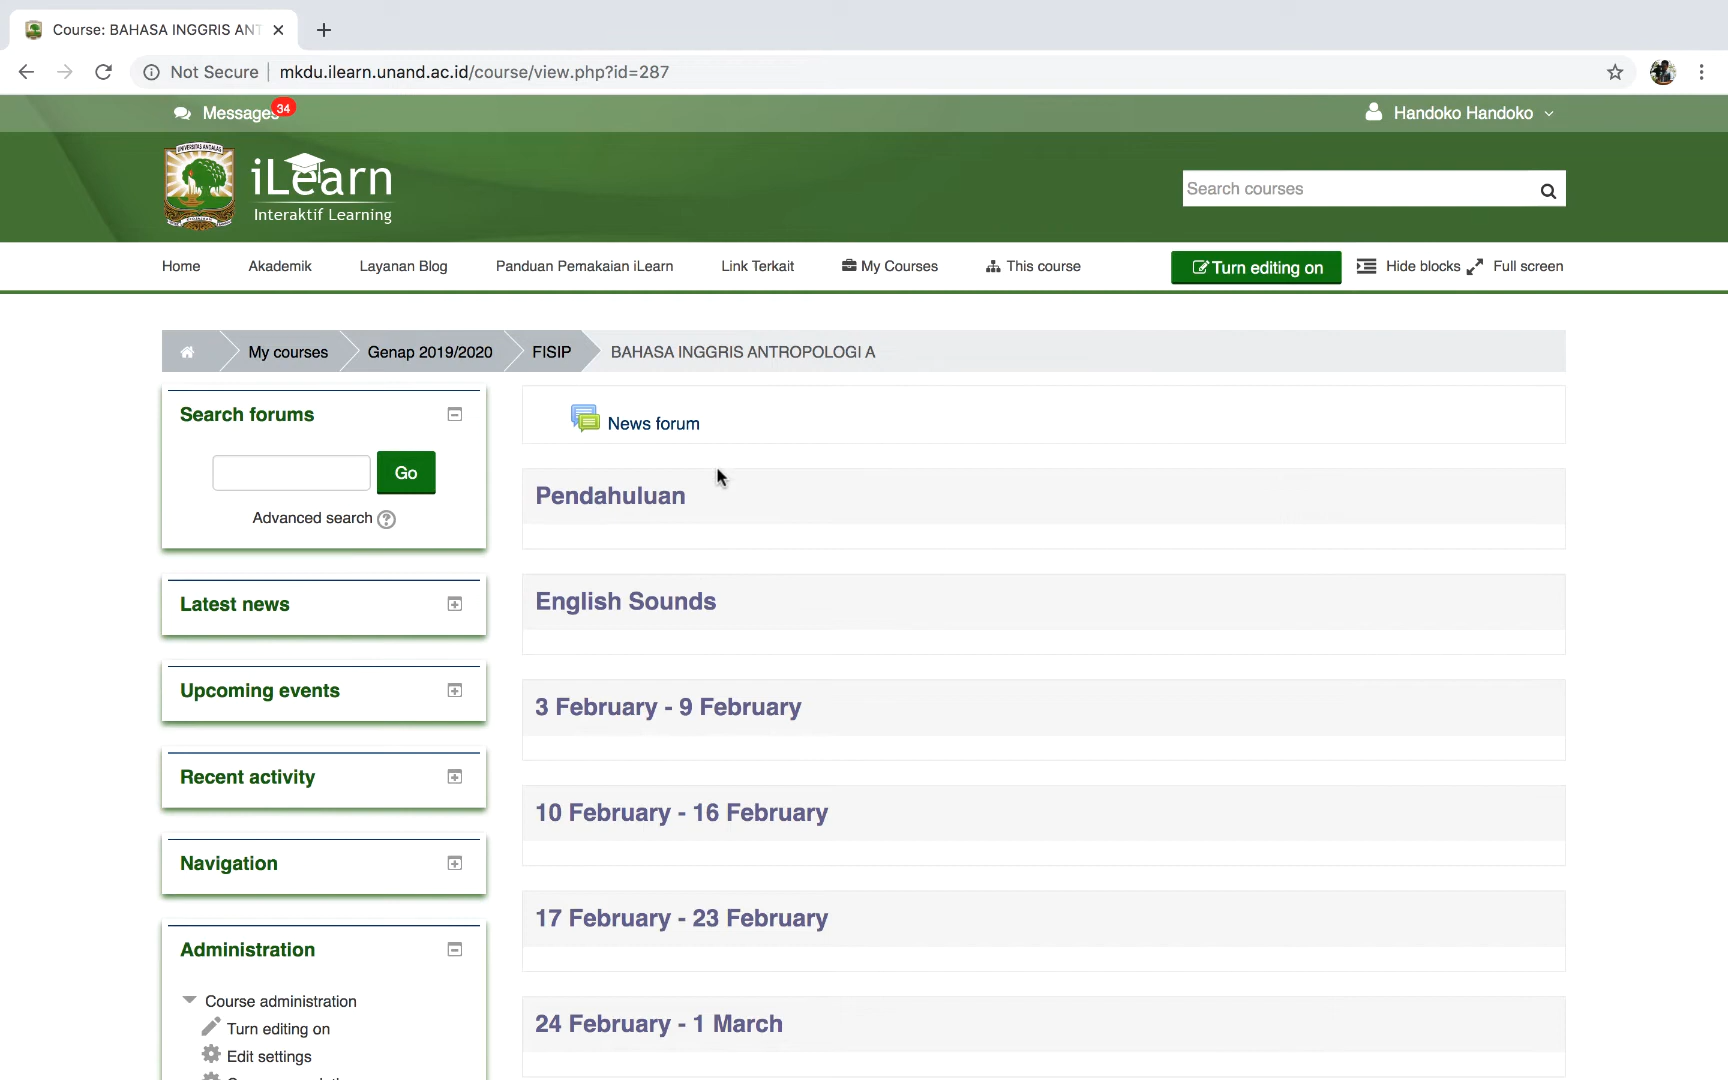 Course: BAHASA INGGRIS ANT
Not Secure
mkdu.ilearn.unand.ac.id/course/view.php?id=287
Messages 34
Handoko Handoko
UNIVERSITAS ANDALAS
iLearn
Interaktif Learning
Search courses
Home
Akademik
Layanan Blog
Panduan Pemakaian iLearn
Link Terkait
My Courses
This course
Turn editing on
Hide blocks
Full screen
My courses
Genap 2019/2020
FISIP
BAHASA INGGRIS ANTROPOLOGI A
Search forums
Go
Advanced search
Latest news
Upcoming events
Recent activity
Navigation
Administration
Course administration
Turn editing on
Edit settings
News forum
Pendahuluan
English Sounds
3 February - 9 February
10 February - 16 February
17 February - 23 February
24 February - 1 March